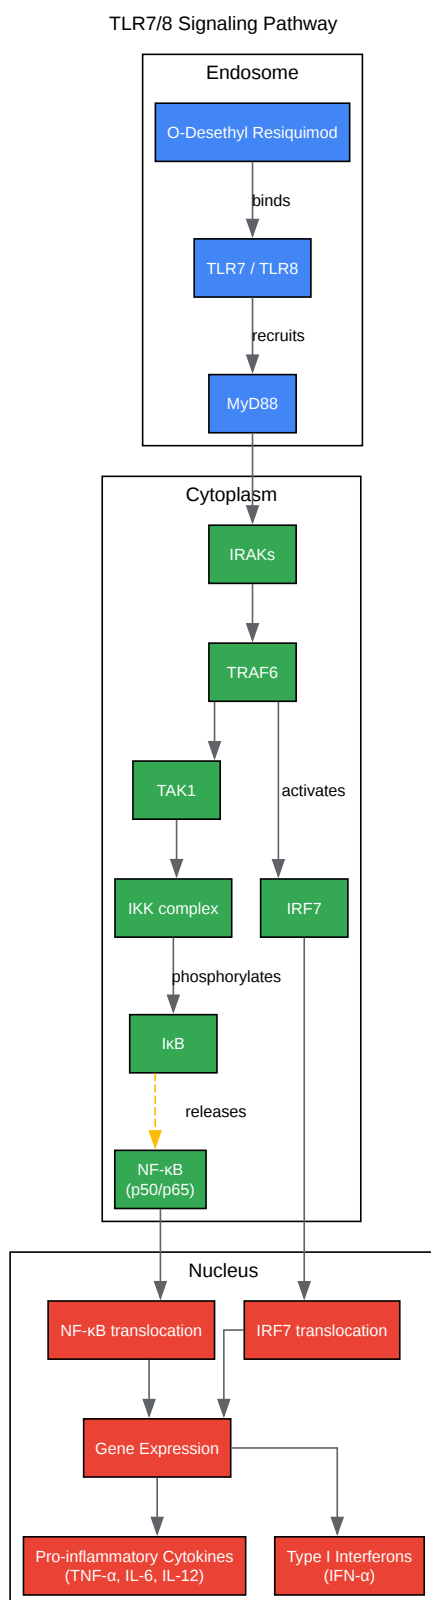 TLR7/8 Signaling Pathway
Endosome
O-Desethyl Resiquimod
binds
TLR7 / TLR8
recruits
MyD88
Cytoplasm
IRAKs
TRAF6
TAK1
activates
IKK complex
IRF7
phosphorylates
IκB
releases
NF-κB
(p50/p65)
Nucleus
NF-κB translocation
IRF7 translocation
Gene Expression
Pro-inflammatory Cytokines
(TNF-α, IL-6, IL-12)
Type I Interferons
(IFN-α)